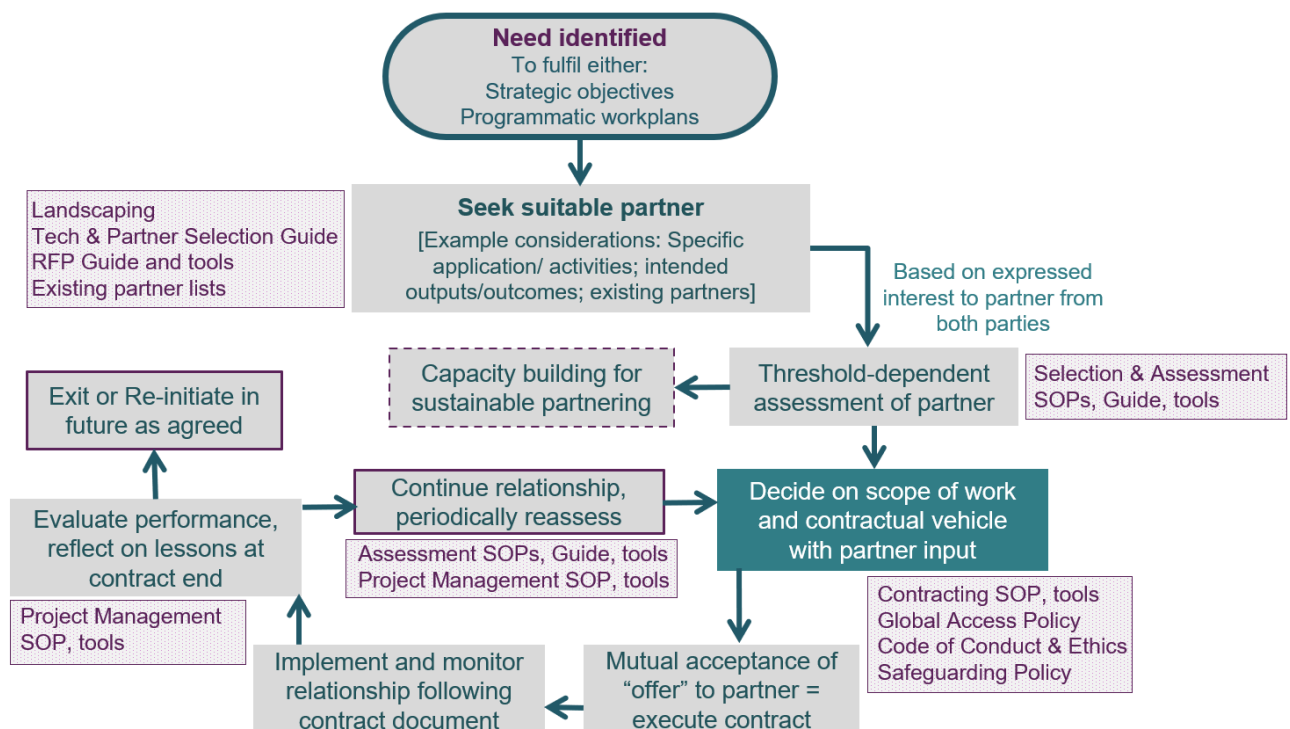 Need identified
To fulfil either:
Strategic objectives
Programmatic workplans
Landscaping
Tech & Partner Selection Guide
RFP Guide and tools
Existing partner lists
Seek suitable partner
[Example considerations: Specific
application/ activities; intended
outputs/outcomes; existing partners]
Based on expressed
interest to partner from
both parties
Threshold-dependent
assessment of partner
Selection & Assessment
SOPs, Guide, tools
Capacity building for
sustainable partnering
Exit or Re-initiate in
future as agreed
Continue relationship,
periodically reassess
Assessment SOPs, Guide, tools
Project Management SOP, tools
Decide on scope of work
and contractual vehicle
with partner input
Contracting SOP, tools
Global Access Policy
Code of Conduct & Ethics
Safeguarding Policy
Evaluate performance,
reflect on lessons at
contract end
Project Management
SOP, tools
Implement and monitor
relationship following
contract document
Mutual acceptance of
“offer” to partner =
execute contract